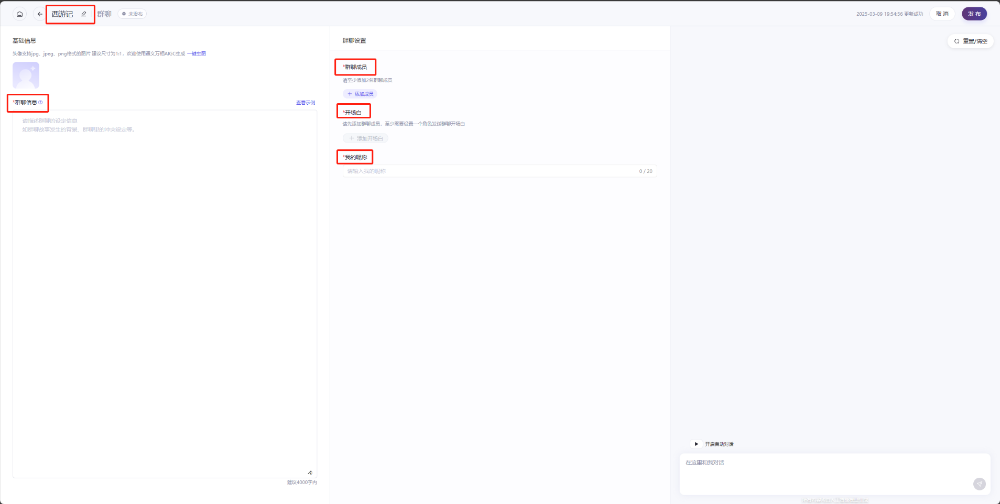 西游记
群聊
未发布
2025-03-09 19:54:56 更新成功
取 消
发 布
基础信息
头像支持jpg、jpeg、png格式的图片 建议尺寸为1:1，欢迎使用通义万相AIGC生成 一键生图
*群聊信息
查看示例
请描述群聊的设定信息
如群聊故事发生的背景、群聊里的冲突设定等。
建议4000字内
群聊设置
*群聊成员
请至少添加2名群聊成员
添加成员
*开场白
请先添加群聊成员，至少需要设置一个角色发送群聊开场白
添加开场白
*我的昵称
请输入我的昵称
0 / 20
重置/清空
开启自动对话
在这里和我对话